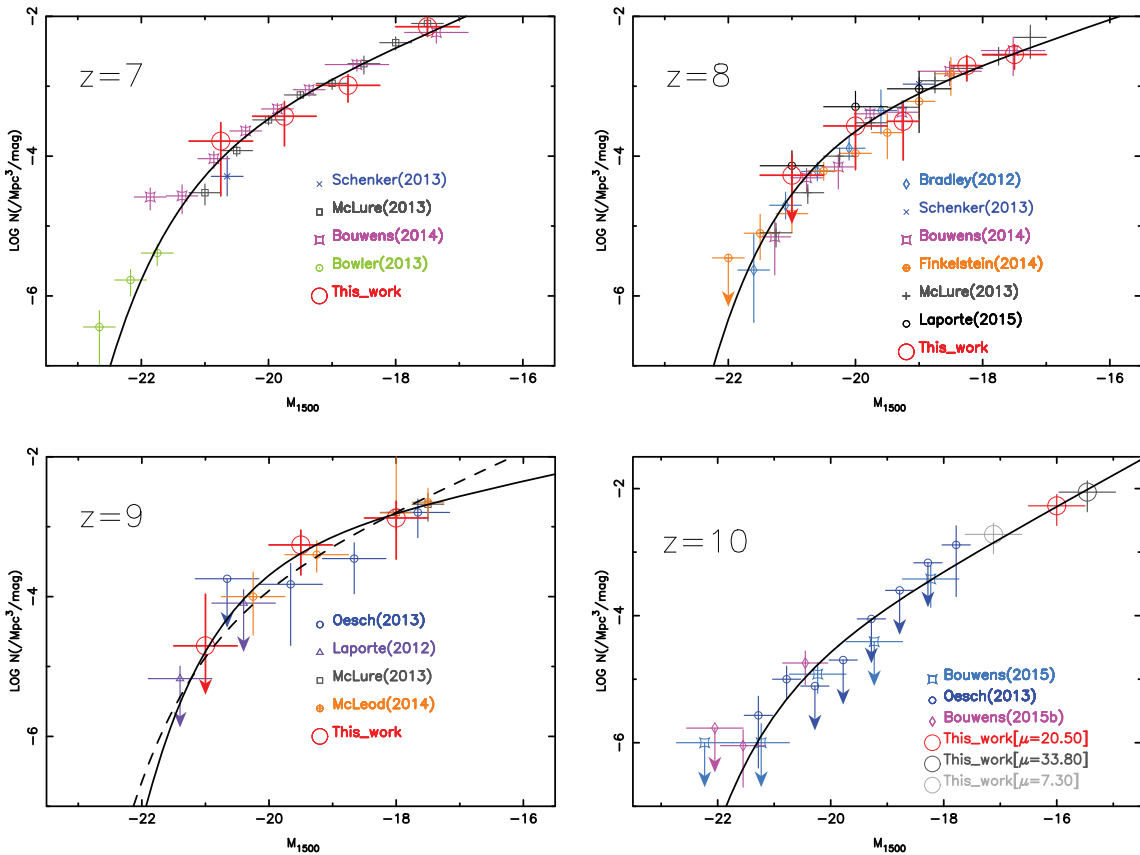 z=7
LOG N(/Mpc³/mag)
-2
-4
-6
Schenker(2013)
McLure(2013)
Bouwens(2014)
Bowler(2013)
This_work
-22
-20
-18
-16
M₁₅₀₀
z=8
LOG N(/Mpc³/mag)
-2
-4
-6
Bradley(2012)
Schenker(2013)
Bouwens(2014)
Finkelstein(2014)
McLure(2013)
Laporte(2015)
This_work
-22
-20
-18
-16
M₁₅₀₀
z=9
LOG N(/Mpc³/mag)
-2
-4
-6
Oesch(2013)
Laporte(2012)
McLure(2013)
McLeod(2014)
This_work
-22
-20
-18
-16
M₁₅₀₀
z=10
LOG N(/Mpc³/mag)
-2
-4
-6
Bouwens(2015)
Oesch(2013)
Bouwens(2015b)
This_work[μ=20.50]
This_work[μ=33.80]
This_work[μ=7.30]
-22
-20
-18
-16
M₁₅₀₀